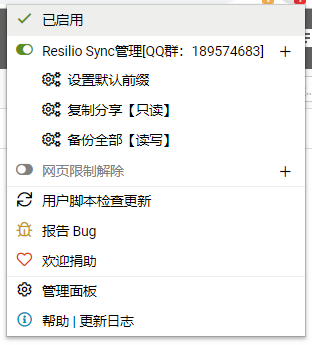 已启用
Resilio Sync管理[QQ群：189574683]
设置默认前缀
复制分享【只读】
备份全部【读写】
网页限制解除
用户脚本检查更新
报告 Bug
欢迎捐助
管理面板
帮助 | 更新日志